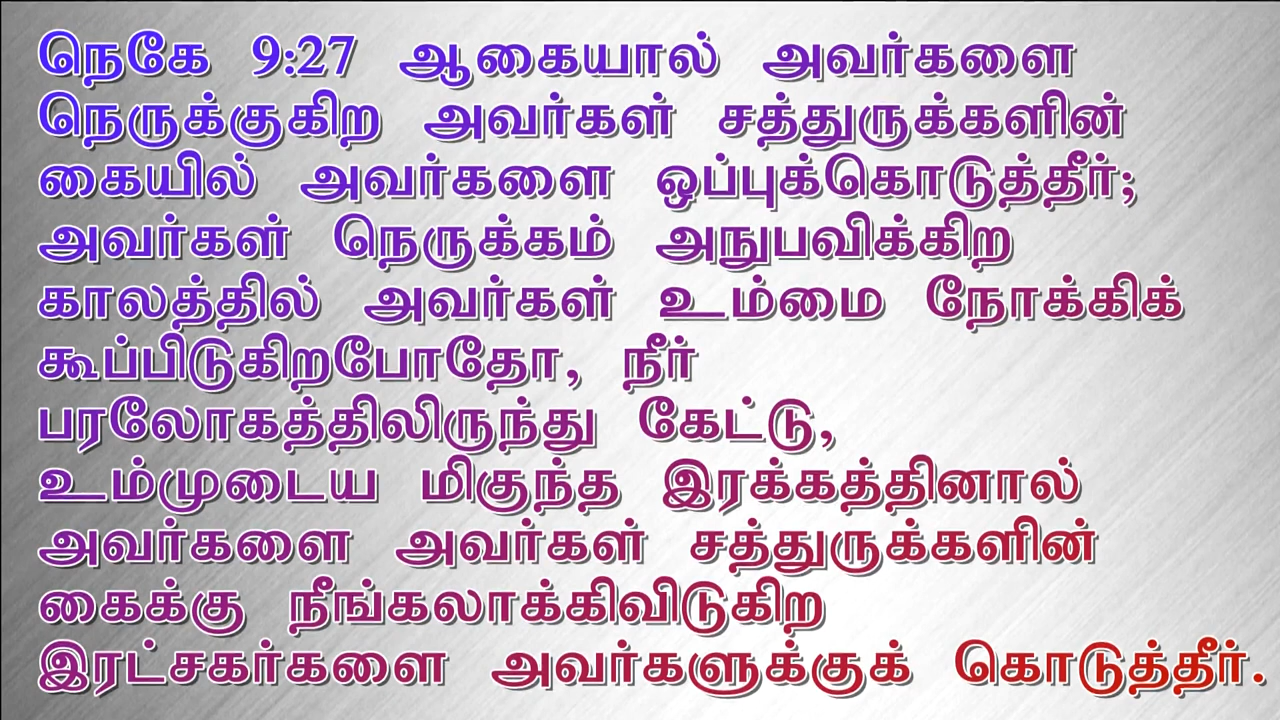 நெகே 9:27 ஆகையால் அவர்களை
நெருக்குகிற அவர்கள் சத்துருக்களின்
கையில் அவர்களை ஒப்புக்கொடுத்தீர்;
அவர்கள் நெருக்கம் அநுபவிக்கிற
காலத்தில் அவர்கள் உம்மை நோக்கிக்
கூப்பிடுகிறபோதோ, நீர்
பரலோகத்திலிருந்து கேட்டு,
உம்முடைய மிகுந்த இரக்கத்தினால்
அவர்களை அவர்கள் சத்துருக்களின்
கைக்கு நீங்கலாக்கிவிடுகிற
இரட்சகர்களை அவர்களுக்குக் கொடுத்தீர்.